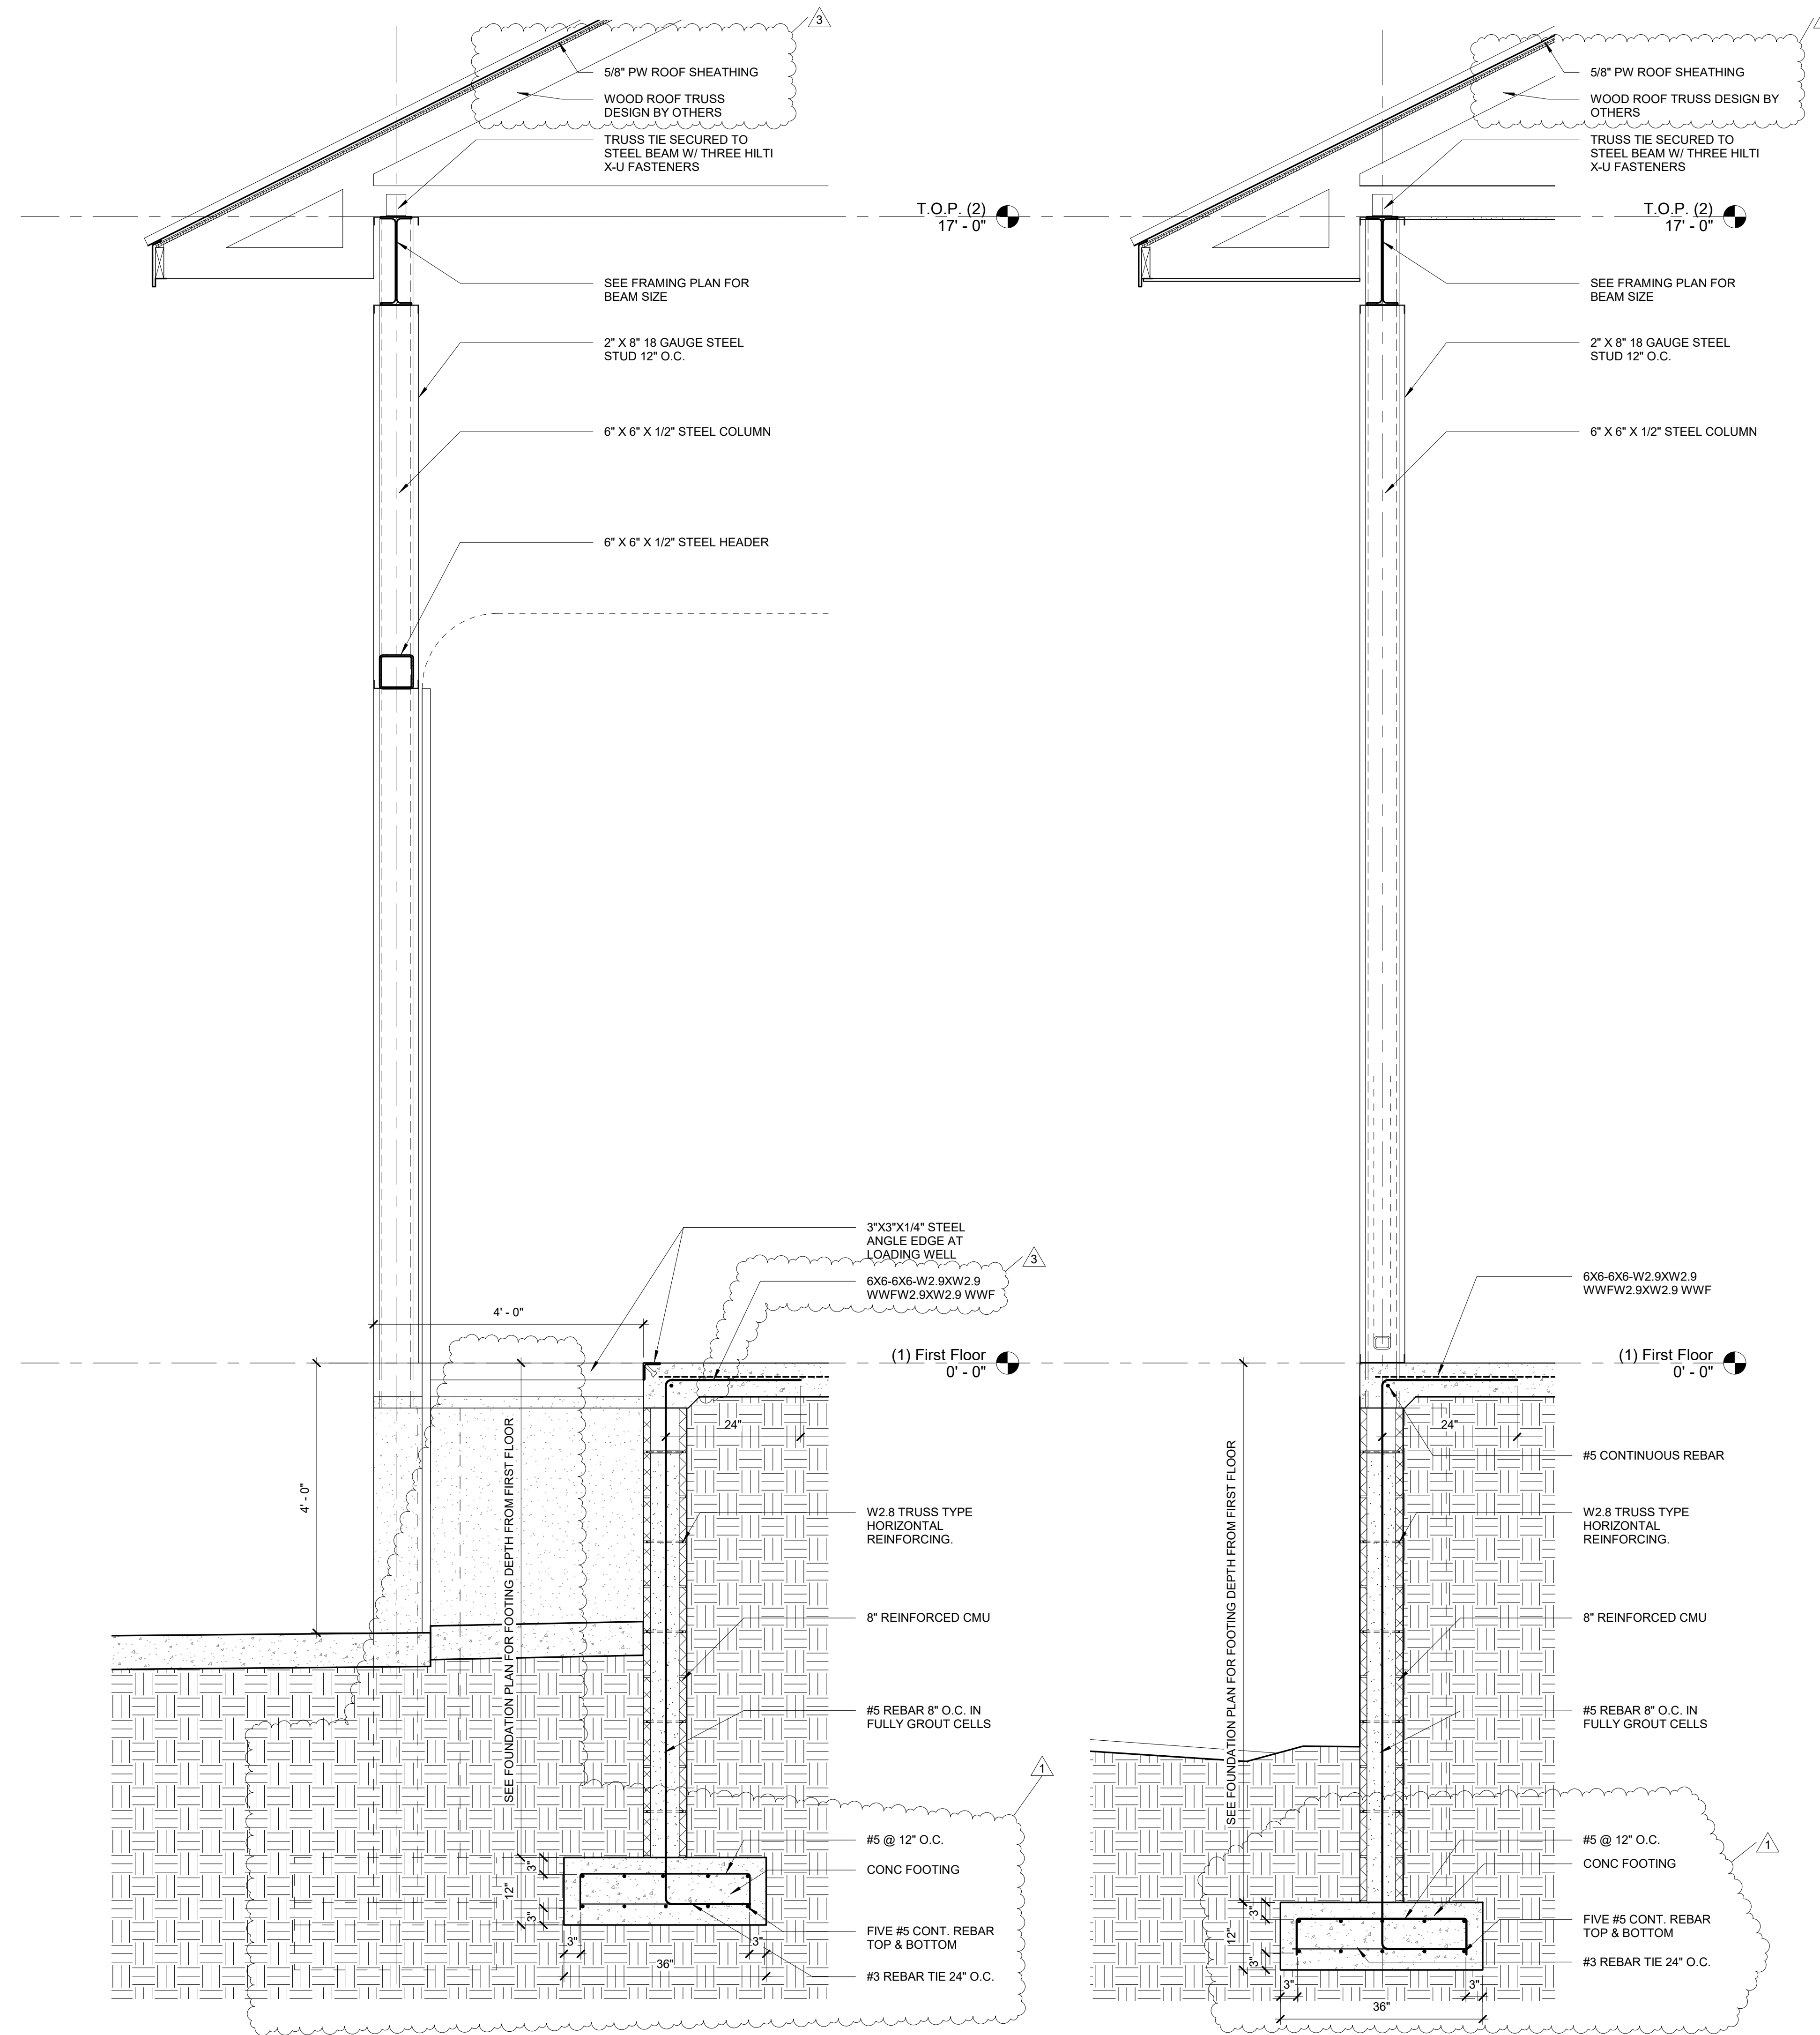 3
5/8" PW ROOF SHEATHING
WOOD ROOF TRUSS
DESIGN BY OTHERS
TRUSS TIE SECURED TO
STEEL BEAM W/ THREE HILTI
X-U FASTENERS
T.O.P. (2)
17' - 0"
SEE FRAMING PLAN FOR
BEAM SIZE
2" X 8" 18 GAUGE STEEL
STUD 12" O.C.
6" X 6" X 1/2" STEEL COLUMN
6" X 6" X 1/2" STEEL HEADER
3"X3"X1/4" STEEL
ANGLE EDGE AT
LOADING WELL
3
6X6-6X6-W2.9XW2.9
WWFW2.9XW2.9 WWF
4' - 0"
(1) First Floor
0' - 0"
24"
4' - 0"
SEE FOUNDATION PLAN FOR FOOTING DEPTH FROM FIRST FLOOR
W2.8 TRUSS TYPE
HORIZONTAL
REINFORCING.
8" REINFORCED CMU
#5 REBAR 8" O.C. IN
FULLY GROUT CELLS
1
#5 @ 12" O.C.
CONC FOOTING
3"
12"
3"
FIVE #5 CONT. REBAR
TOP & BOTTOM
3"
3"
36"
#3 REBAR TIE 24" O.C.
5/8" PW ROOF SHEATHING
WOOD ROOF TRUSS DESIGN BY
OTHERS
TRUSS TIE SECURED TO
STEEL BEAM W/ THREE HILTI
X-U FASTENERS
T.O.P. (2)
17' - 0"
SEE FRAMING PLAN FOR
BEAM SIZE
2" X 8" 18 GAUGE STEEL
STUD 12" O.C.
6" X 6" X 1/2" STEEL COLUMN
6X6-6X6-W2.9XW2.9
WWFW2.9XW2.9 WWF
(1) First Floor
0' - 0"
24"
#5 CONTINUOUS REBAR
SEE FOUNDATION PLAN FOR FOOTING DEPTH FROM FIRST FLOOR
W2.8 TRUSS TYPE
HORIZONTAL
REINFORCING.
8" REINFORCED CMU
#5 REBAR 8" O.C. IN
FULLY GROUT CELLS
1
#5 @ 12" O.C.
CONC FOOTING
3"
12"
3"
FIVE #5 CONT. REBAR
TOP & BOTTOM
#3 REBAR TIE 24" O.C.
3"
3"
36"